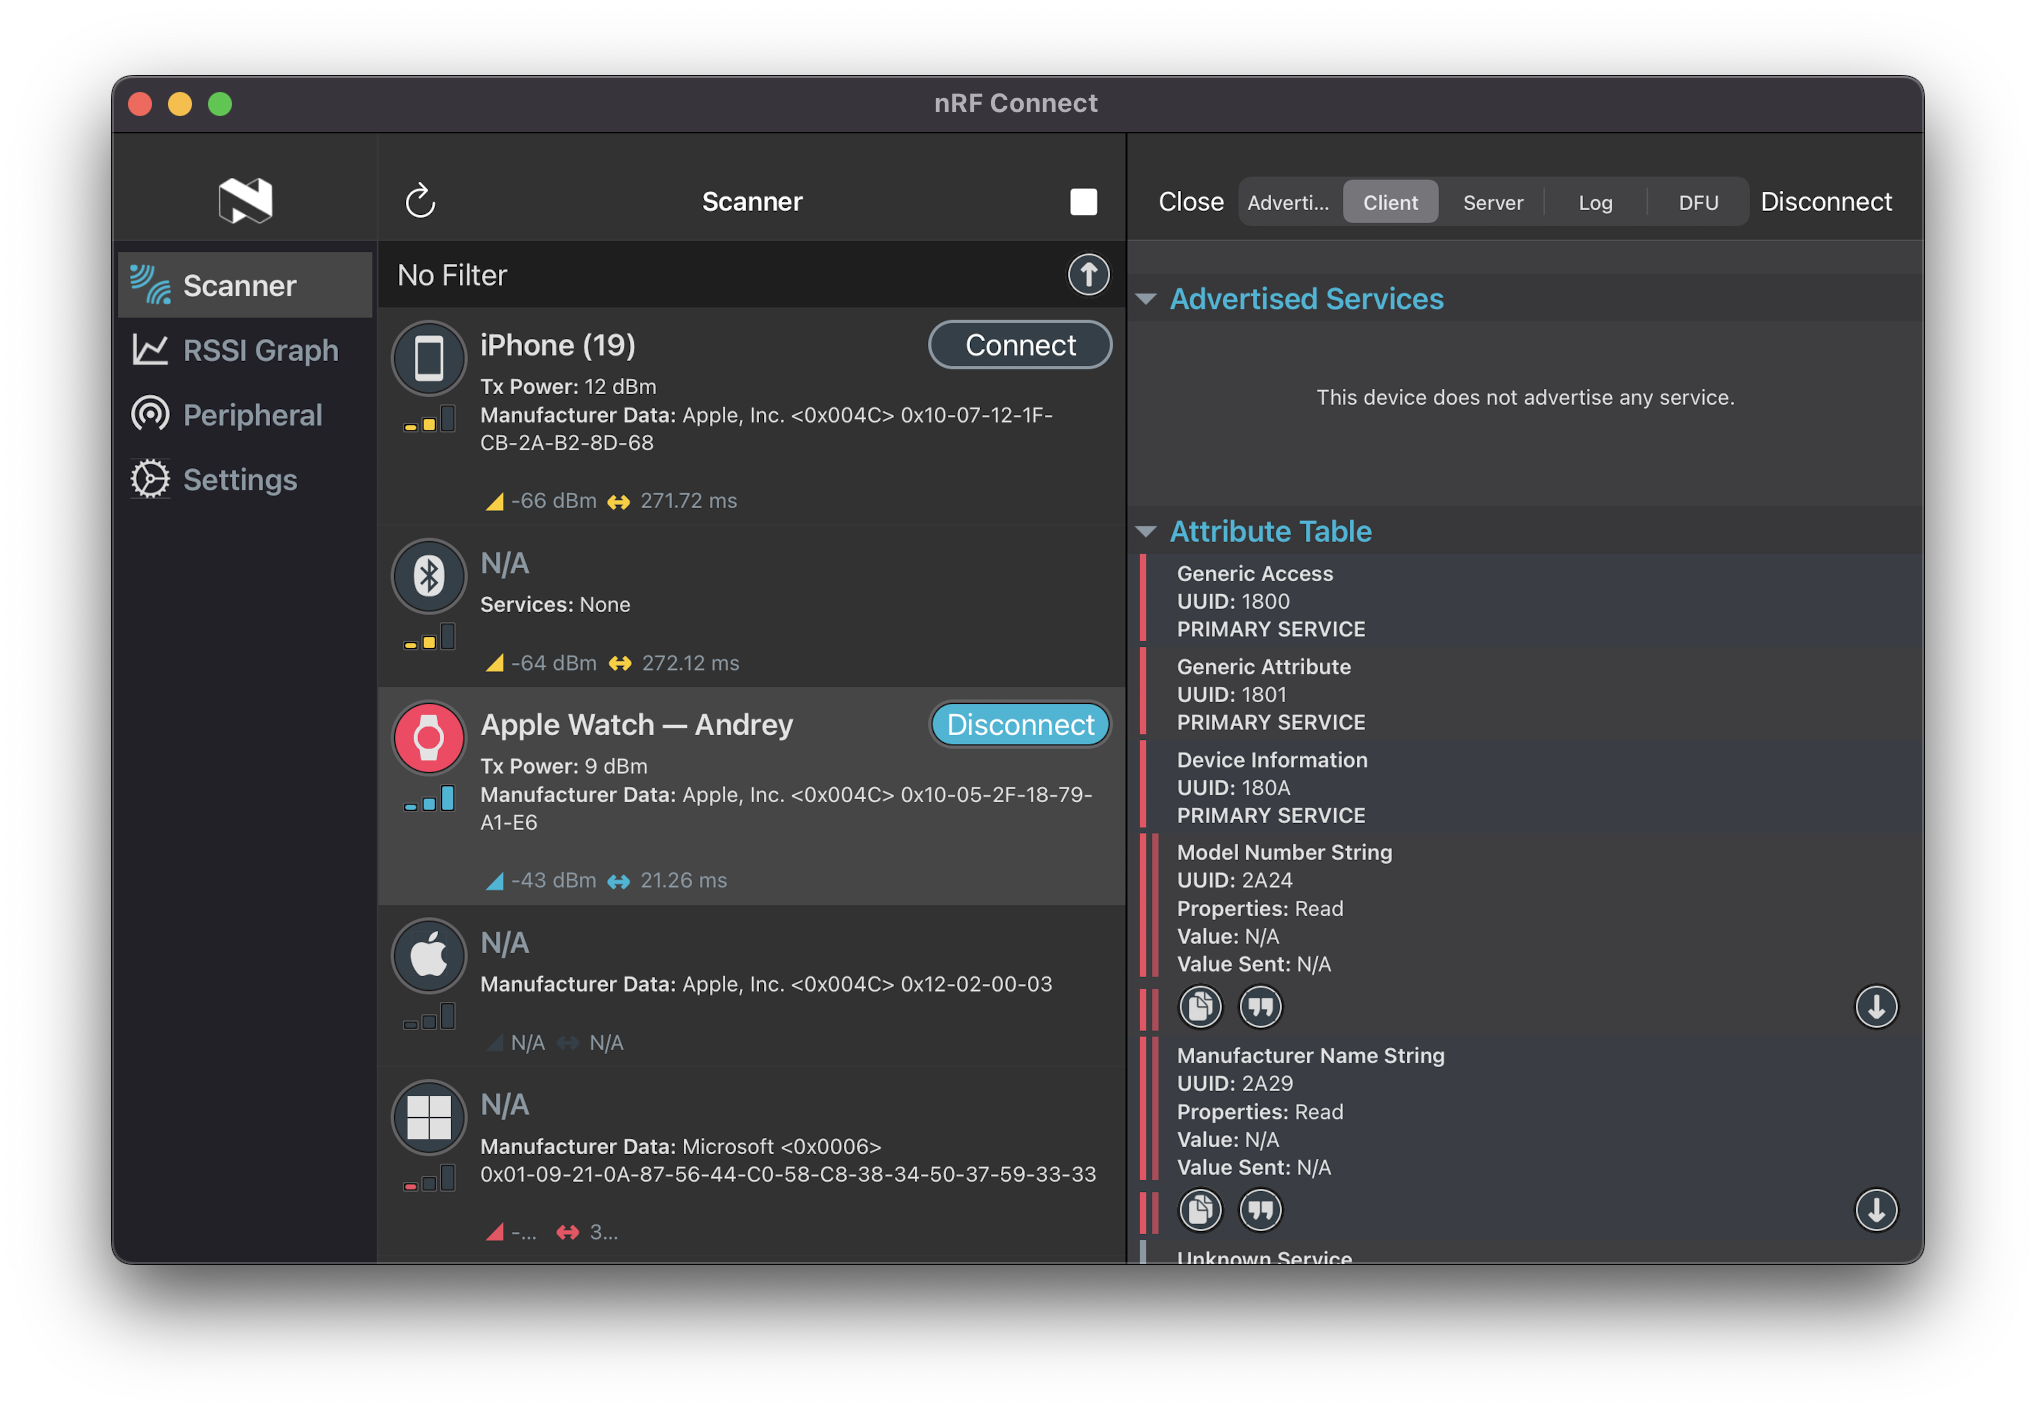 nRF Connect
Scanner
RSSI Graph
Peripheral
Settings
Scanner
No Filter
iPhone (19)
Connect
Tx Power: 12 dBm
Manufacturer Data: Apple, Inc. <0x004C> 0x10-07-12-1F-
CB-2A-B2-8D-68
-66 dBm 271.72 ms
N/A
Services: None
-64 dBm 272.12 ms
Apple Watch — Andrey
Disconnect
Tx Power: 9 dBm
Manufacturer Data: Apple, Inc. <0x004C> 0x10-05-2F-18-79-
A1-E6
-43 dBm 21.26 ms
N/A
Manufacturer Data: Apple, Inc. <0x004C> 0x12-02-00-03
N/A N/A
N/A
Manufacturer Data: Microsoft <0x0006>
0x01-09-21-0A-87-56-44-C0-58-C8-38-34-50-37-59-33-33
-... 3...
Close Adverti... Client Server Log DFU Disconnect
Advertised Services
This device does not advertise any service.
Attribute Table
Generic Access
UUID: 1800
PRIMARY SERVICE
Generic Attribute
UUID: 1801
PRIMARY SERVICE
Device Information
UUID: 180A
PRIMARY SERVICE
Model Number String
UUID: 2A24
Properties: Read
Value: N/A
Value Sent: N/A
Manufacturer Name String
UUID: 2A29
Properties: Read
Value: N/A
Value Sent: N/A
Unknown Service